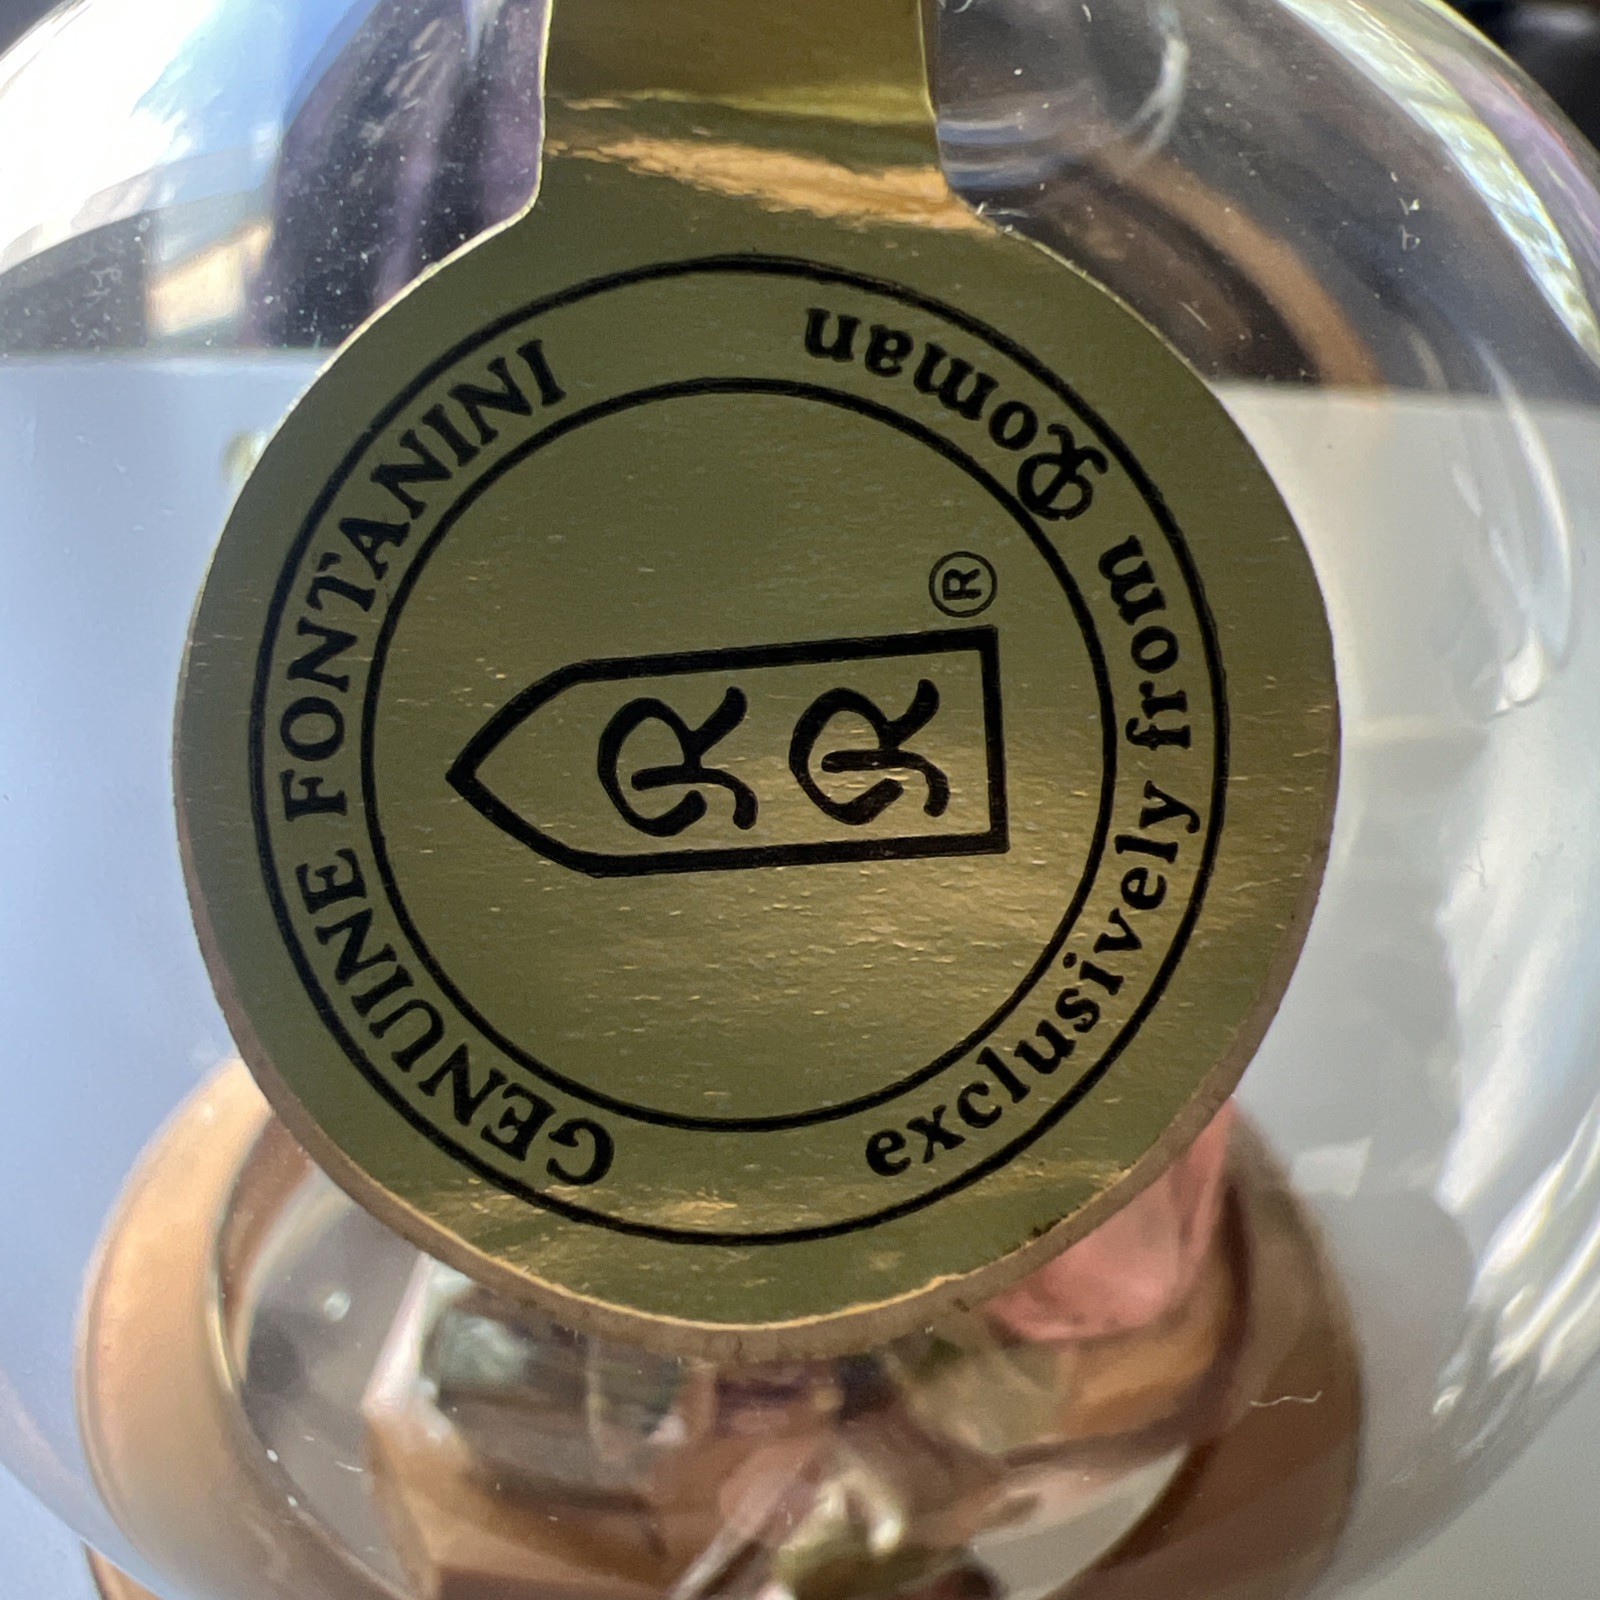 GENUINE FONTANINI
RR®
exclusively from Roman